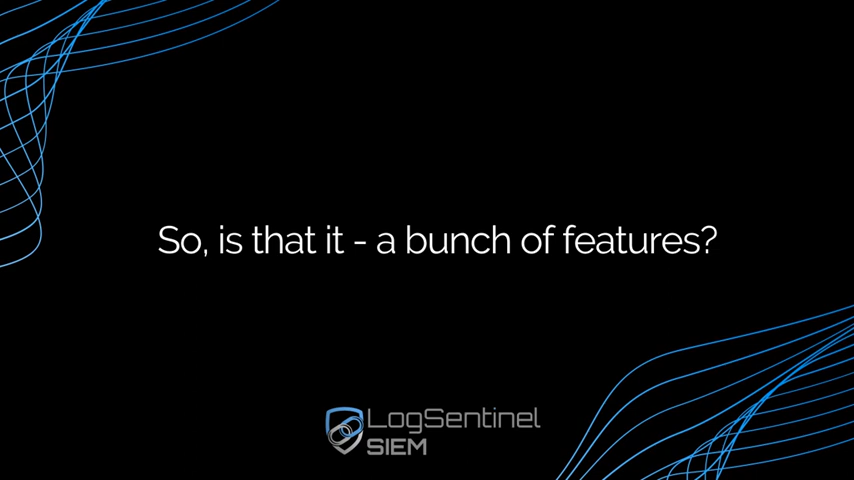 So, is that it - a bunch of features?
LogSentinel
SIEM